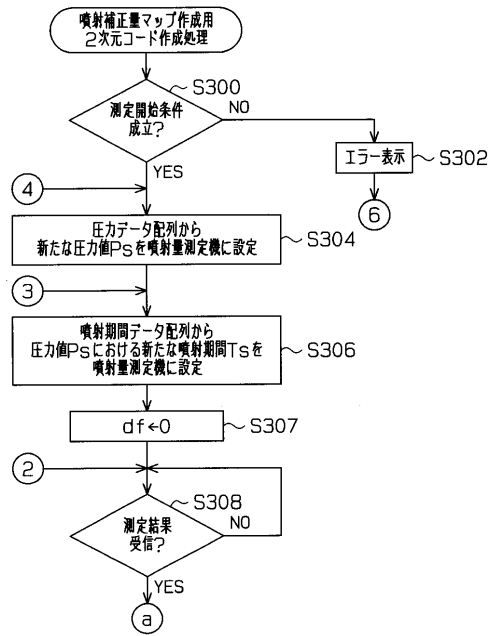 噴射補正量マップ作成用
2次元コード作成処理
S300
測定開始条件
成立?
NO
YES
エラー表示
S302
6
4
圧力データ配列から
新たな圧力値Psを噴射量測定機に設定
S304
3
噴射期間データ配列から
圧力値Psにおける新たな噴射期間Tsを
噴射量測定機に設定
S306
df←0
S307
2
S308
測定結果
受信?
NO
YES
a